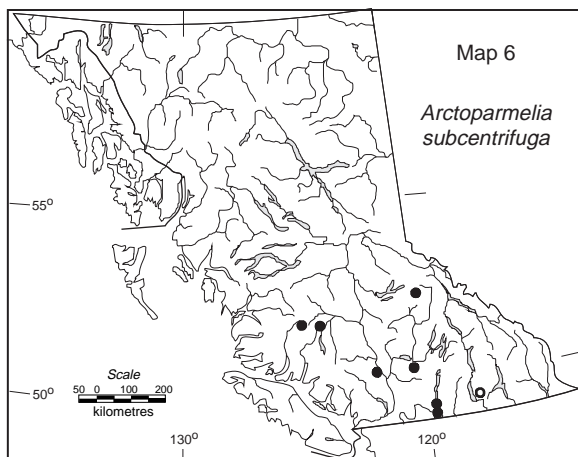 Map 6
Arctoparmelia
subcentrifuga
55°
50°
Scale
50 0 100 200
kilometres
130° 120°